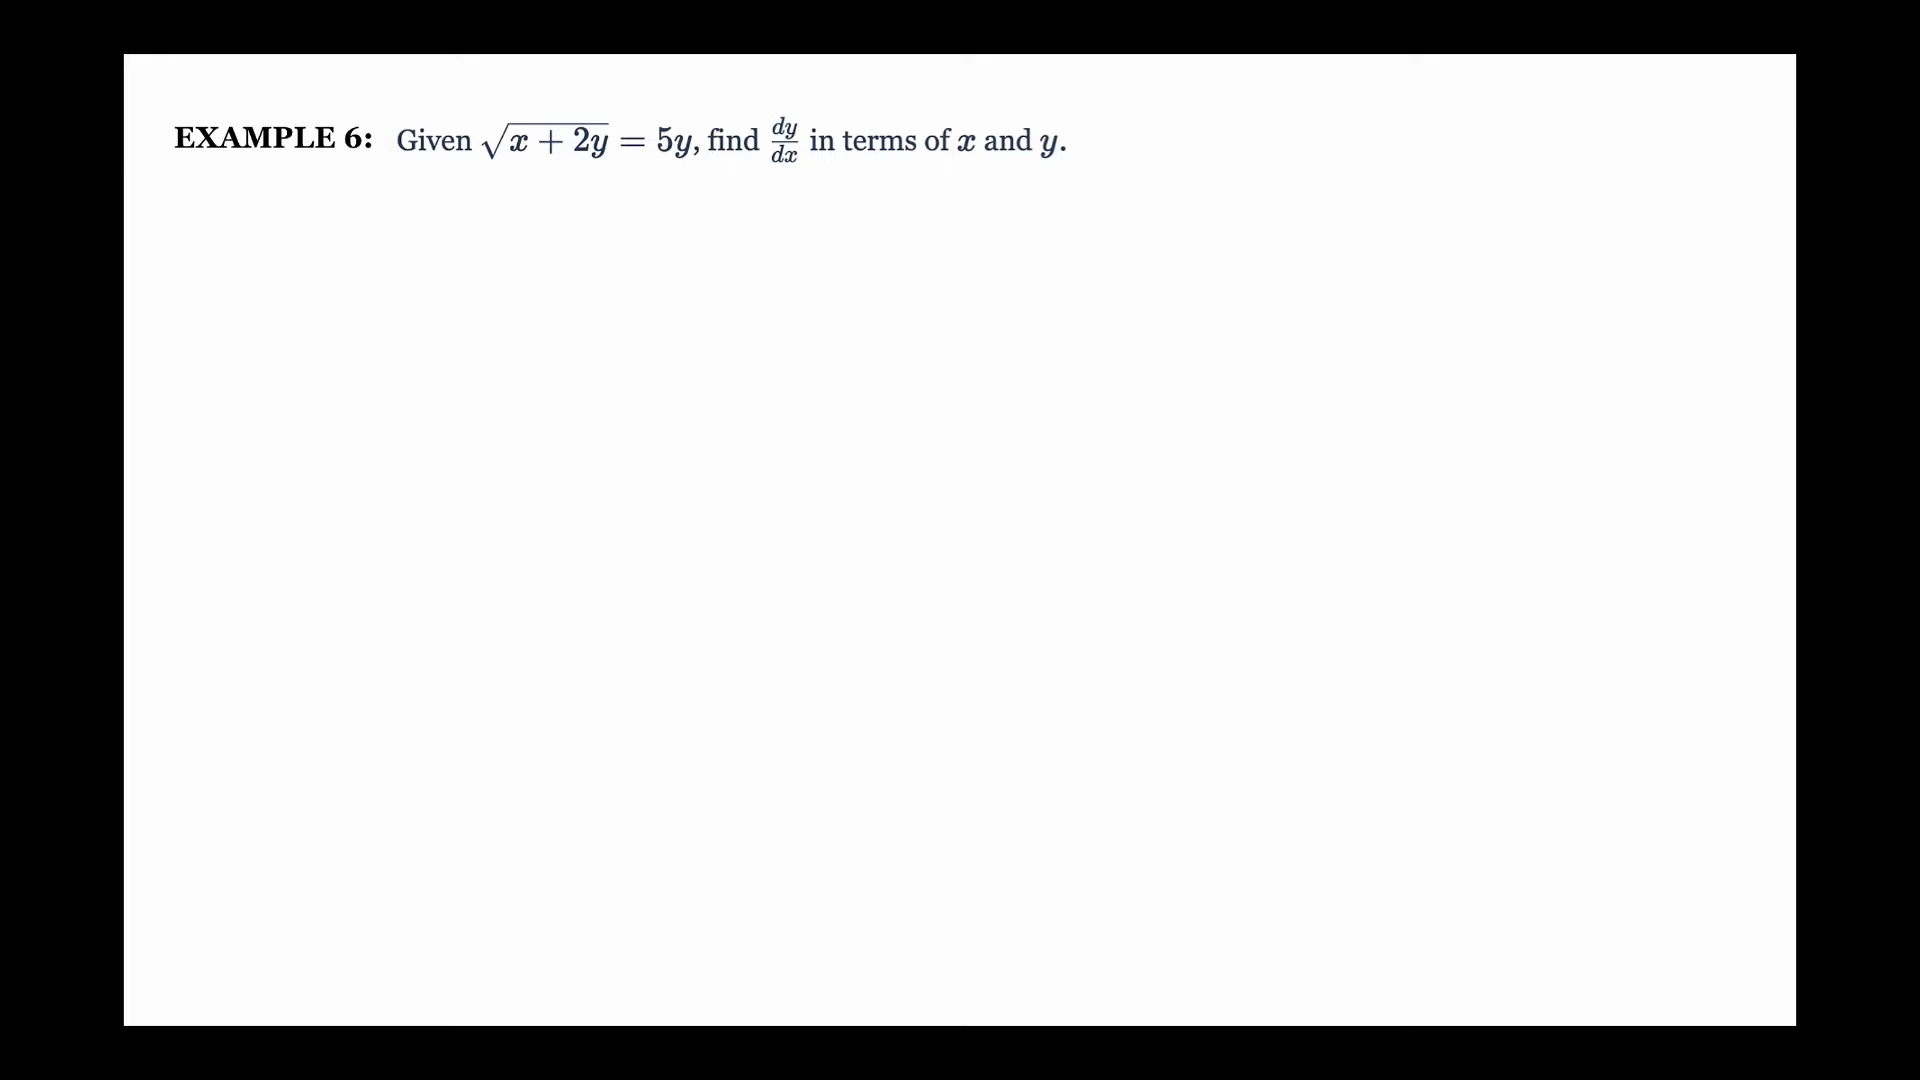 EXAMPLE 6: Given √(x + 2y) = 5y, find dy/dx in terms of x and y.